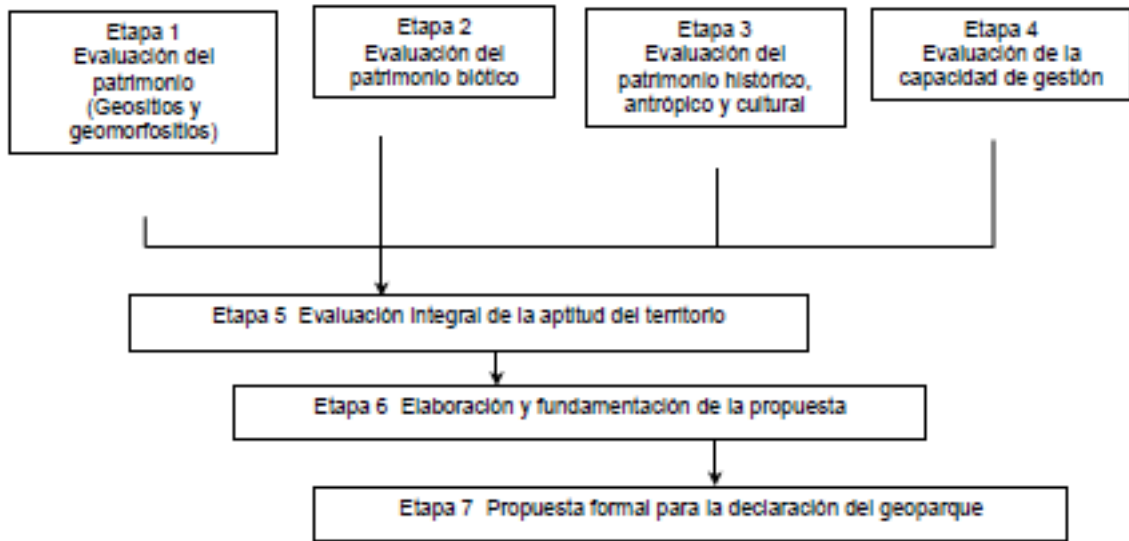 Etapa 1
Evaluación del
patrimonio
(Geositios y
geomorfositios)
Etapa 2
Evaluación del
patrimonio biótico
Etapa 3
Evaluación del
patrimonio histórico,
antrópico y cultural
Etapa 4
Evaluación de la
capacidad de gestión
Etapa 5 Evaluación integral de la aptitud del territorio
Etapa 6 Elaboración y fundamentación de la propuesta
Etapa 7 Propuesta formal para la declaración del geoparque